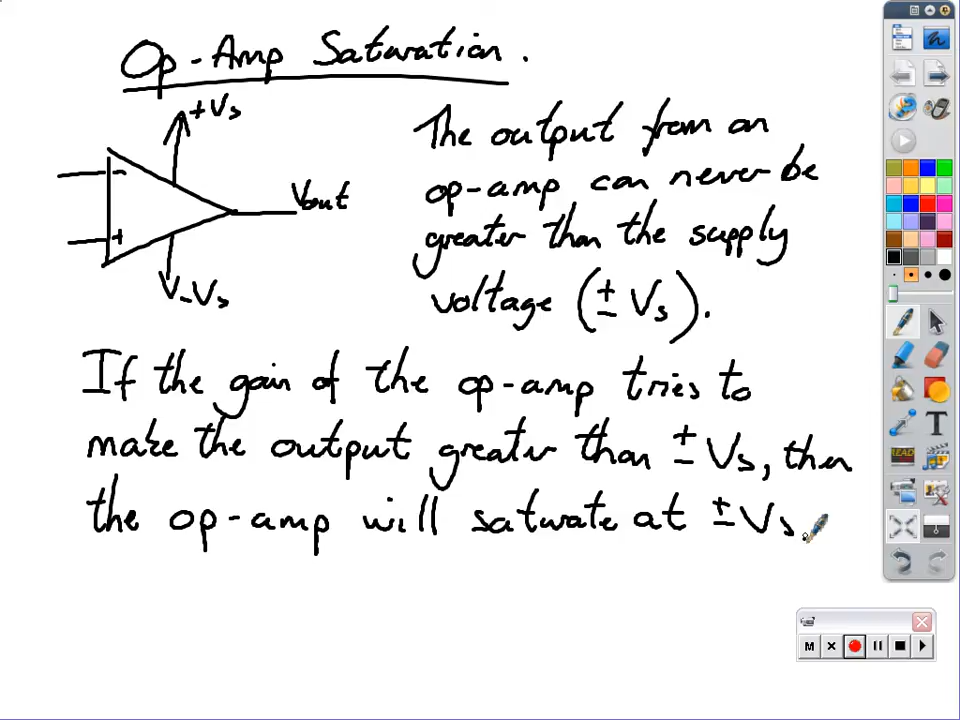 Op-Amp Saturation.
+Vs
-
Vout
+
-Vs
The output from an
op-amp can never be
greater than the supply
voltage (± Vs).
If the gain of the op-amp tries to
make the output greater than ± Vs, then
the op-amp will saturate at ± Vs.
T
READ
M